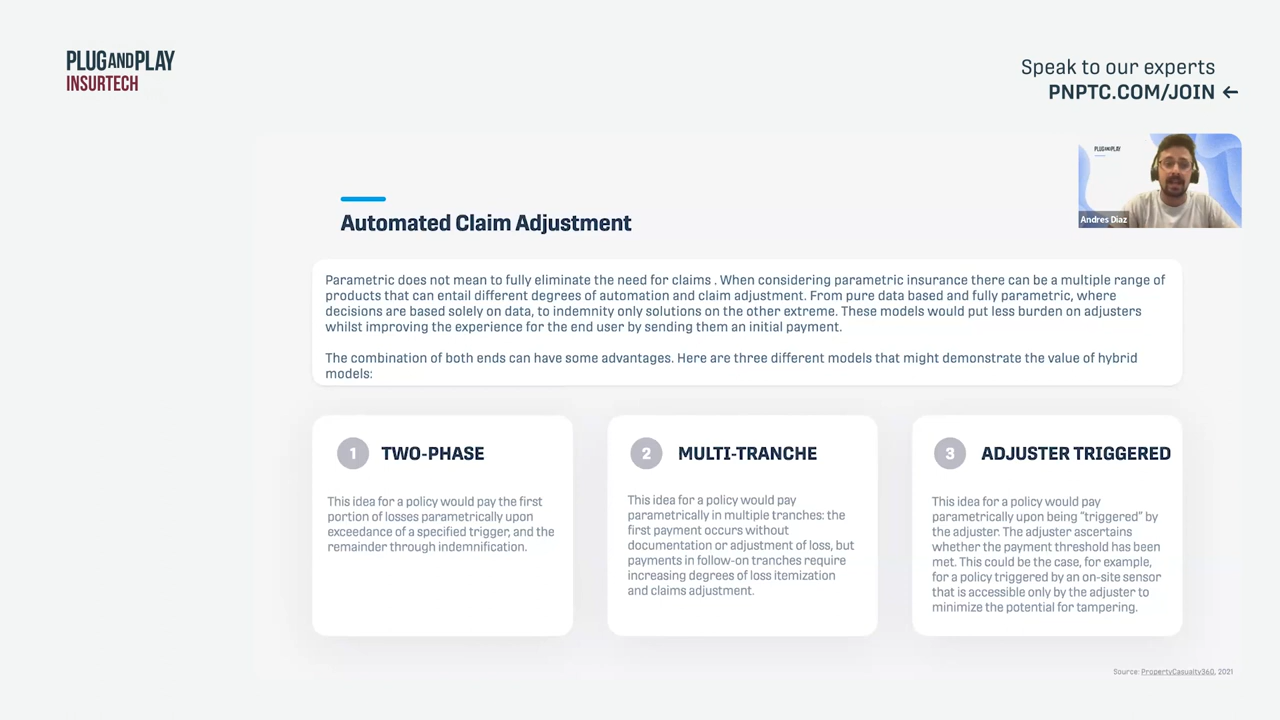 PLUGANDPLAY
INSURTECH
Speak to our experts
PNPTC.COM/JOIN ←
PLUGANDPLAY
Andres Diaz
Automated Claim Adjustment
Parametric does not mean to fully eliminate the need for claims . When considering parametric insurance there can be a multiple range of
products that can entail different degrees of automation and claim adjustment. From pure data based and fully parametric, where
decisions are based solely on data, to indemnity only solutions on the other extreme. These models would put less burden on adjusters
whilst improving the experience for the end user by sending them an initial payment.
The combination of both ends can have some advantages. Here are three different models that might demonstrate the value of hybrid
models:
1 TWO-PHASE
This idea for a policy would pay the first
portion of losses parametrically upon
exceedance of a specified trigger, and the
remainder through indemnification.
2 MULTI-TRANCHE
This idea for a policy would pay
parametrically in multiple tranches: the
first payment occurs without
documentation or adjustment of loss, but
payments in follow-on tranches require
increasing degrees of loss itemization
and claims adjustment.
3 ADJUSTER TRIGGERED
This idea for a policy would pay
parametrically upon being “triggered” by
the adjuster. The adjuster ascertains
whether the payment threshold has been
met. This could be the case, for example,
for a policy triggered by an on-site sensor
that is accessible only by the adjuster to
minimize the potential for tampering.
Source: PropertyCasualty360, 2021